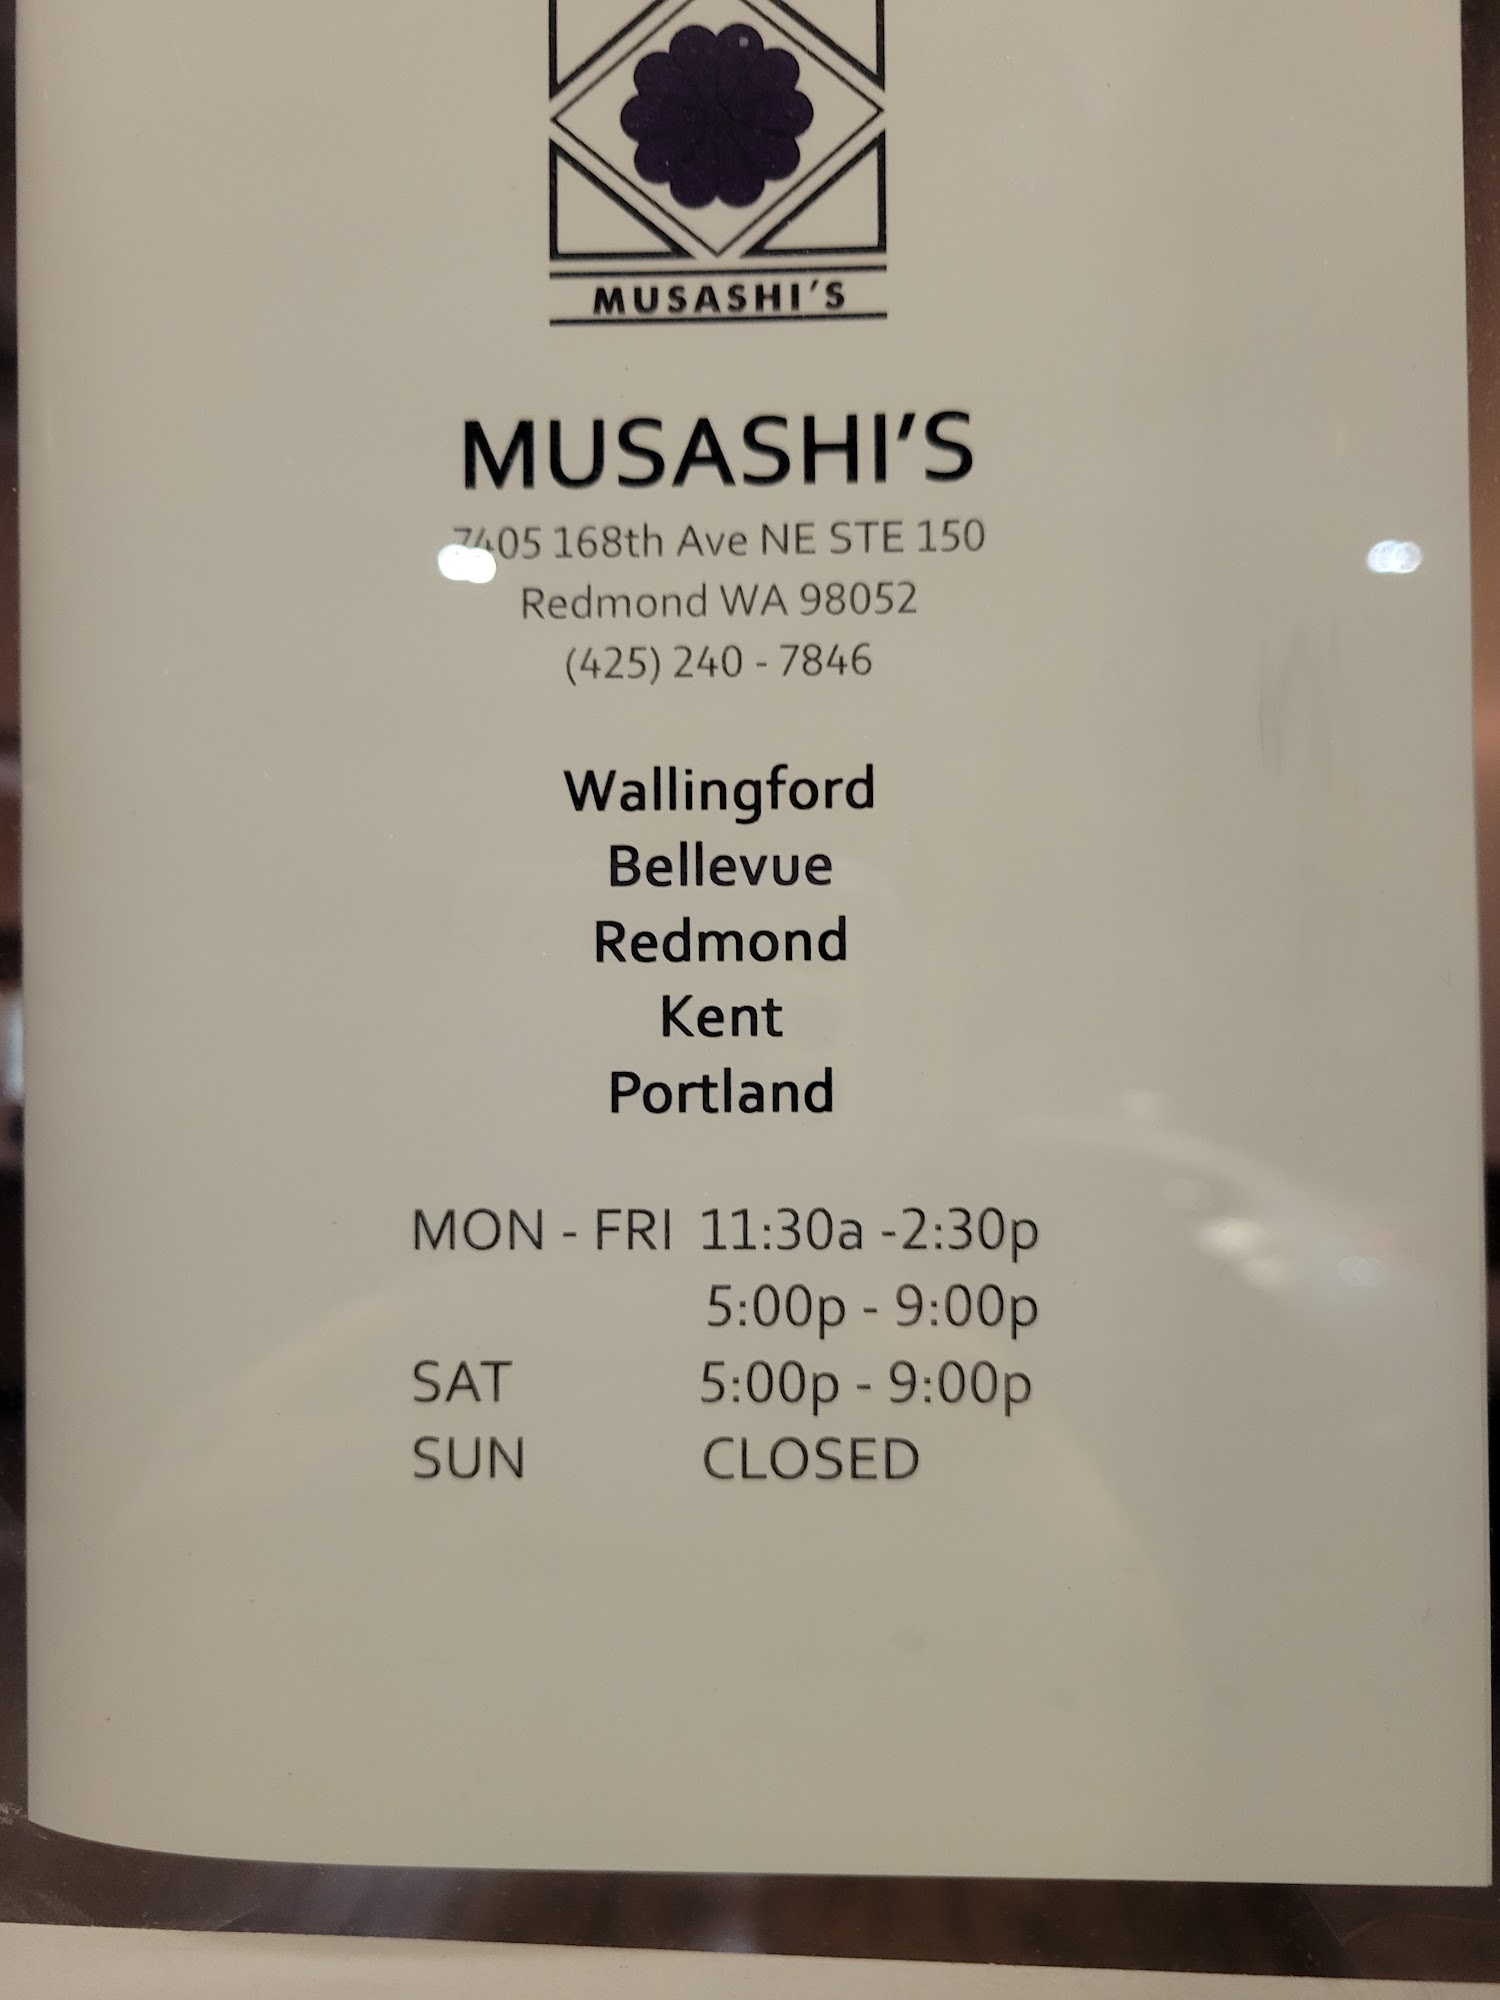 MUSASHI'S
MUSASHI'S
7405 168th Ave NE STE 150
Redmond WA 98052
(425) 240 - 7846
Wallingford
Bellevue
Redmond
Kent
Portland
MON - FRI 11:30a -2:30p
5:00p - 9:00p
SAT 5:00p - 9:00p
SUN CLOSED